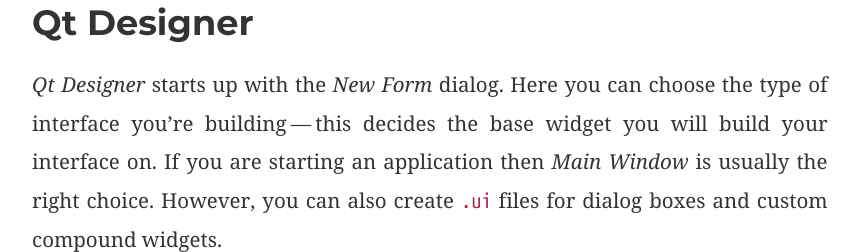 Qt Designer
Qt Designer starts up with the New Form dialog. Here you can choose the type of
interface you’re building — this decides the base widget you will build your
interface on. If you are starting an application then Main Window is usually the
right choice. However, you can also create .ui files for dialog boxes and custom
compound widgets.